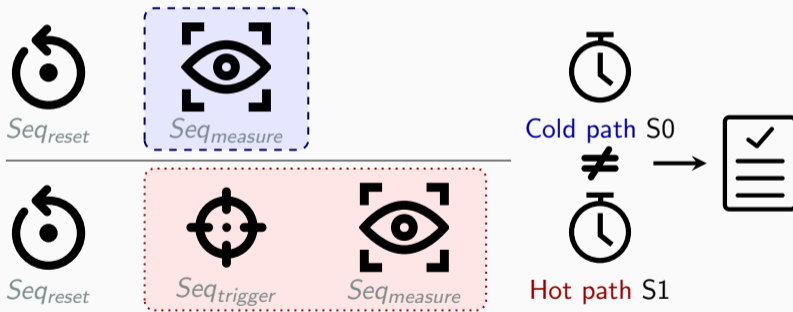 Seq_reset Seq_measure
Cold path S0
≠
Seq_reset Seq_trigger Seq_measure
Hot path S1